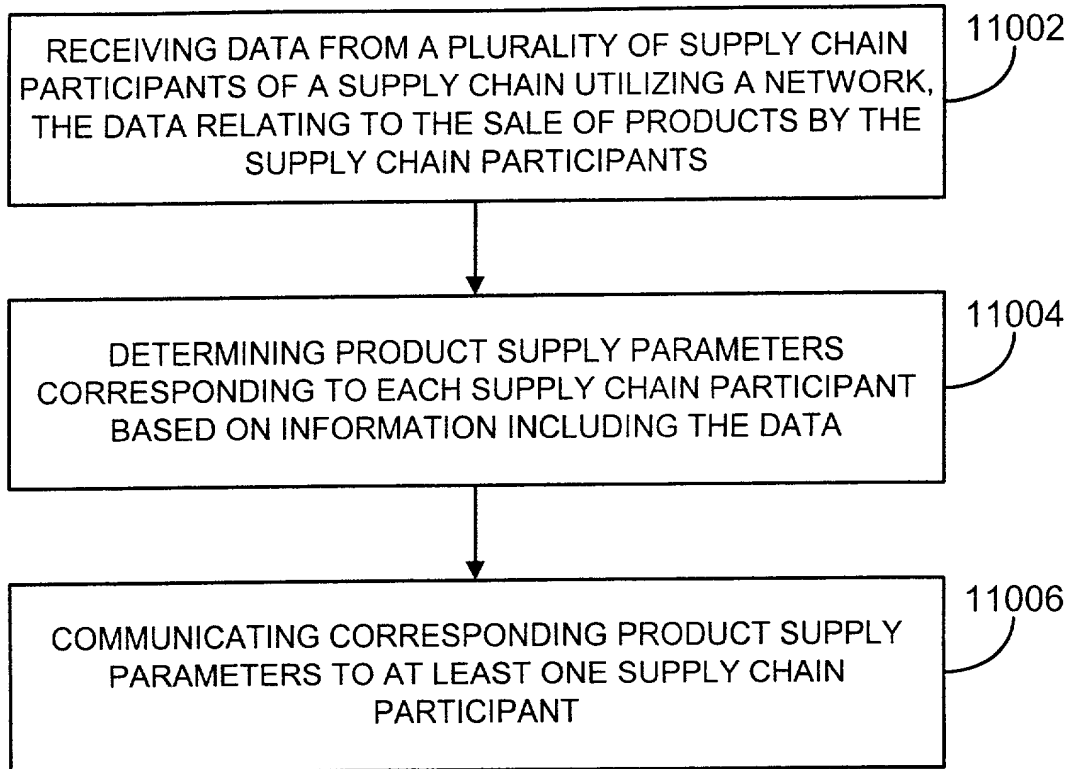 RECEIVING DATA FROM A PLURALITY OF SUPPLY CHAIN
PARTICIPANTS OF A SUPPLY CHAIN UTILIZING A NETWORK,
THE DATA RELATING TO THE SALE OF PRODUCTS BY THE
SUPPLY CHAIN PARTICIPANTS
11002
DETERMINING PRODUCT SUPPLY PARAMETERS
CORRESPONDING TO EACH SUPPLY CHAIN PARTICIPANT
BASED ON INFORMATION INCLUDING THE DATA
11004
COMMUNICATING CORRESPONDING PRODUCT SUPPLY
PARAMETERS TO AT LEAST ONE SUPPLY CHAIN
PARTICIPANT
11006